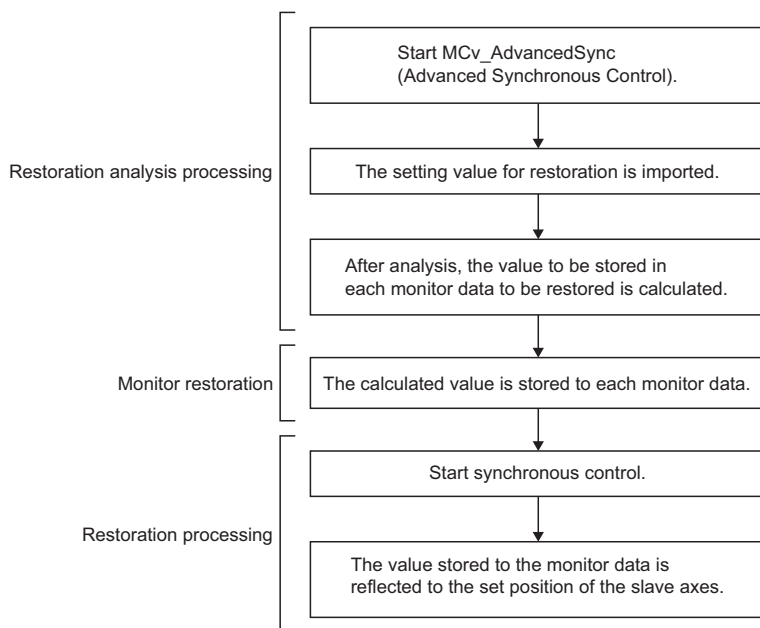 Start MCv_AdvancedSync
(Advanced Synchronous Control).
Restoration analysis processing
The setting value for restoration is imported.
After analysis, the value to be stored in
each monitor data to be restored is calculated.
Monitor restoration
The calculated value is stored to each monitor data.
Start synchronous control.
Restoration processing
The value stored to the monitor data is
reflected to the set position of the slave axes.